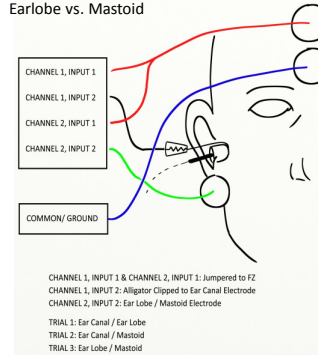 Earlobe vs. Mastoid
CHANNEL 1, INPUT 1
CHANNEL 1, INPUT 2
CHANNEL 2, INPUT 1
CHANNEL 2, INPUT 2
COMMON/ GROUND
CHANNEL 1, INPUT 1 & CHANNEL 2, INPUT 1: Jumpered to FZ
CHANNEL 1, INPUT 2: Alligator Clipped to Ear Canal Electrode
CHANNEL 2, INPUT 2: Ear Lobe / Mastoid Electrode
TRIAL 1: Ear Canal / Ear Lobe
TRIAL 2: Ear Canal / Mastoid
TRIAL 3: Ear Lobe / Mastoid